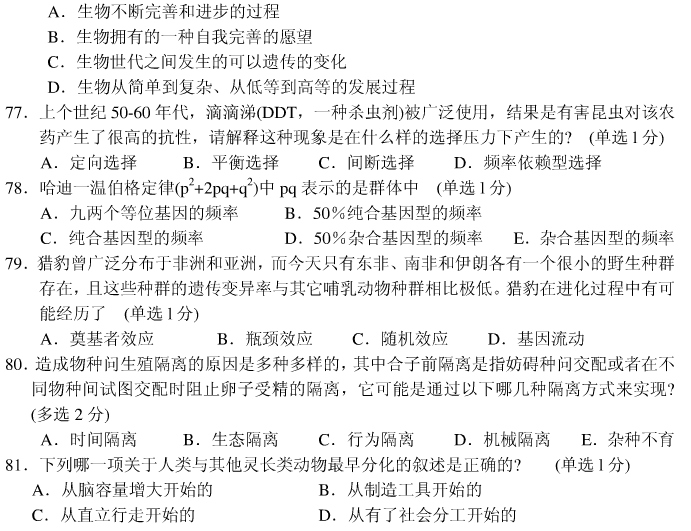 A．生物不断完善和进步的过程
B．生物拥有的一种自我完善的愿望
C．生物世代之间发生的可以遗传的变化
D．生物从简单到复杂、从低等到高等的发展过程
77．上个世纪 50-60 年代，滴滴涕(DDT，一种杀虫剂)被广泛使用，结果是有害昆虫对该农
药产生了很高的抗性，请解释这种现象是在什么样的选择压力下产生的? (单选 1 分)
A．定向选择 B．平衡选择 C．间断选择 D．频率依赖型选择
78．哈迪一温伯格定律(p²+2pq+q²)中 pq 表示的是群体中 (单选 1 分)
A．九两个等位基因的频率 B．50％纯合基因型的频率
C．纯合基因型的频率 D．50％杂合基因型的频率 E．杂合基因型的频率
79．猎豹曾广泛分布于非洲和亚洲，而今天只有东非、南非和伊朗各有一个很小的野生种群
存在，且这些种群的遗传变异率与其它哺乳动物种群相比极低。猎豹在进化过程中有可
能经历了 (单选 1 分)
A．奠基者效应 B．瓶颈效应 C．随机效应 D．基因流动
80．造成物种问生殖隔离的原因是多种多样的，其中合子前隔离是指妨碍种问交配或者在不
同物种间试图交配时阻止卵子受精的隔离，它可能是通过以下哪几种隔离方式来实现?
(多选 2 分)
A．时间隔离 B．生态隔离 C．行为隔离 D．机械隔离 E．杂种不育
81．下列哪一项关于人类与其他灵长类动物最早分化的叙述是正确的? (单选 1 分)
A．从脑容量增大开始的 B．从制造工具开始的
C．从直立行走开始的 D．从有了社会分工开始的